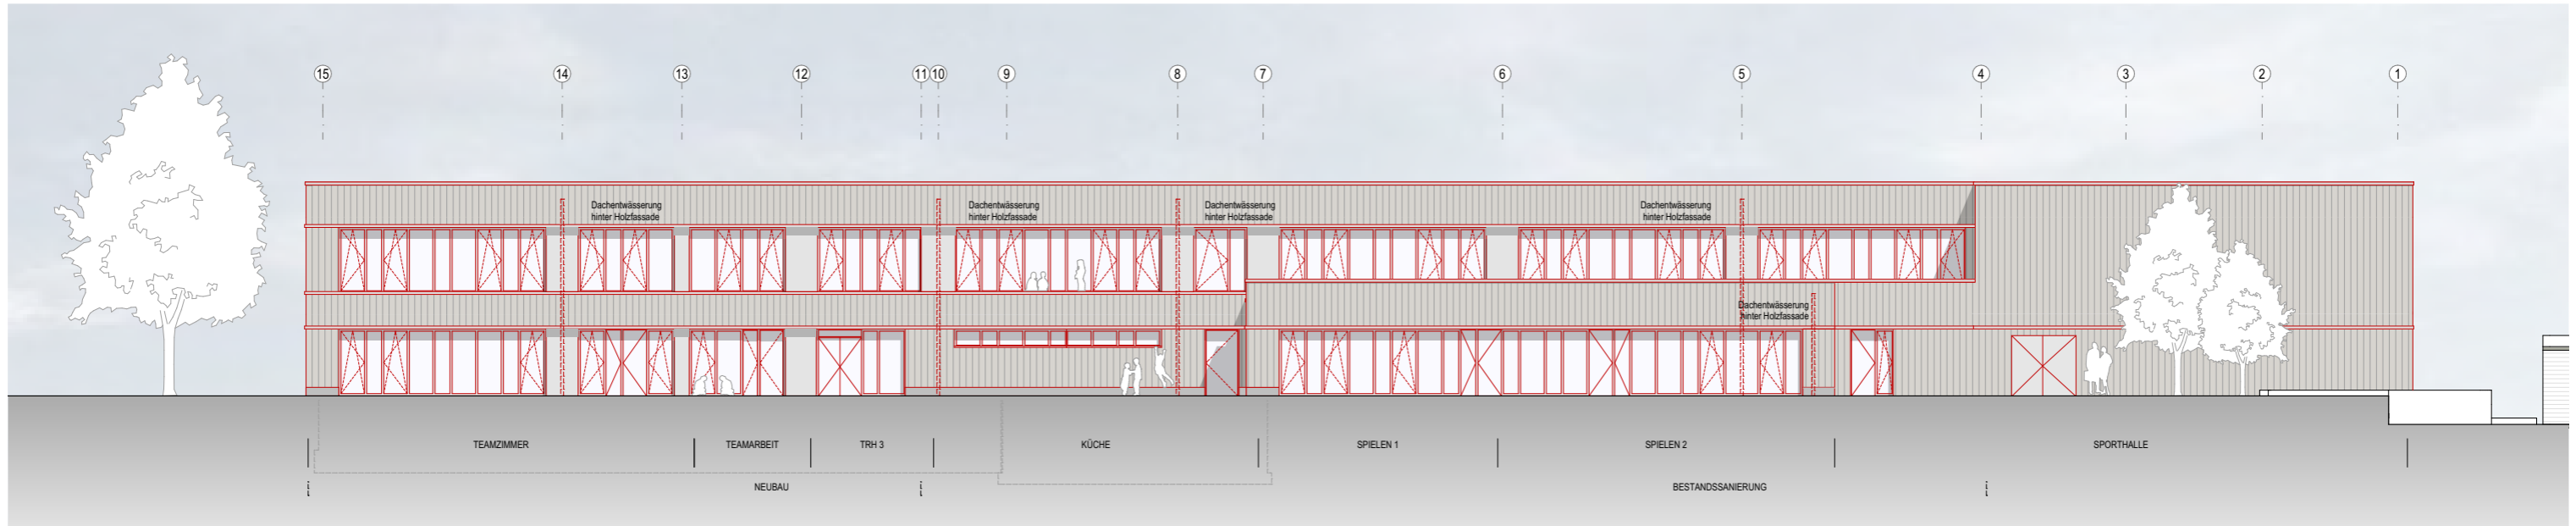 15 14 13 12 11 10 9 8 7 6 5 4 3 2 1
Dachentwässerung
hinter Holzfassade
Dachentwässerung
hinter Holzfassade
Dachentwässerung
hinter Holzfassade
Dachentwässerung
hinter Holzfassade
Dachentwässerung
hinter Holzfassade
TEAMZIMMER TEAMARBEIT TRH 3 KÜCHE SPIELEN 1 SPIELEN 2 SPORTHALLE
NEUBAU BESTANDSSANIERUNG